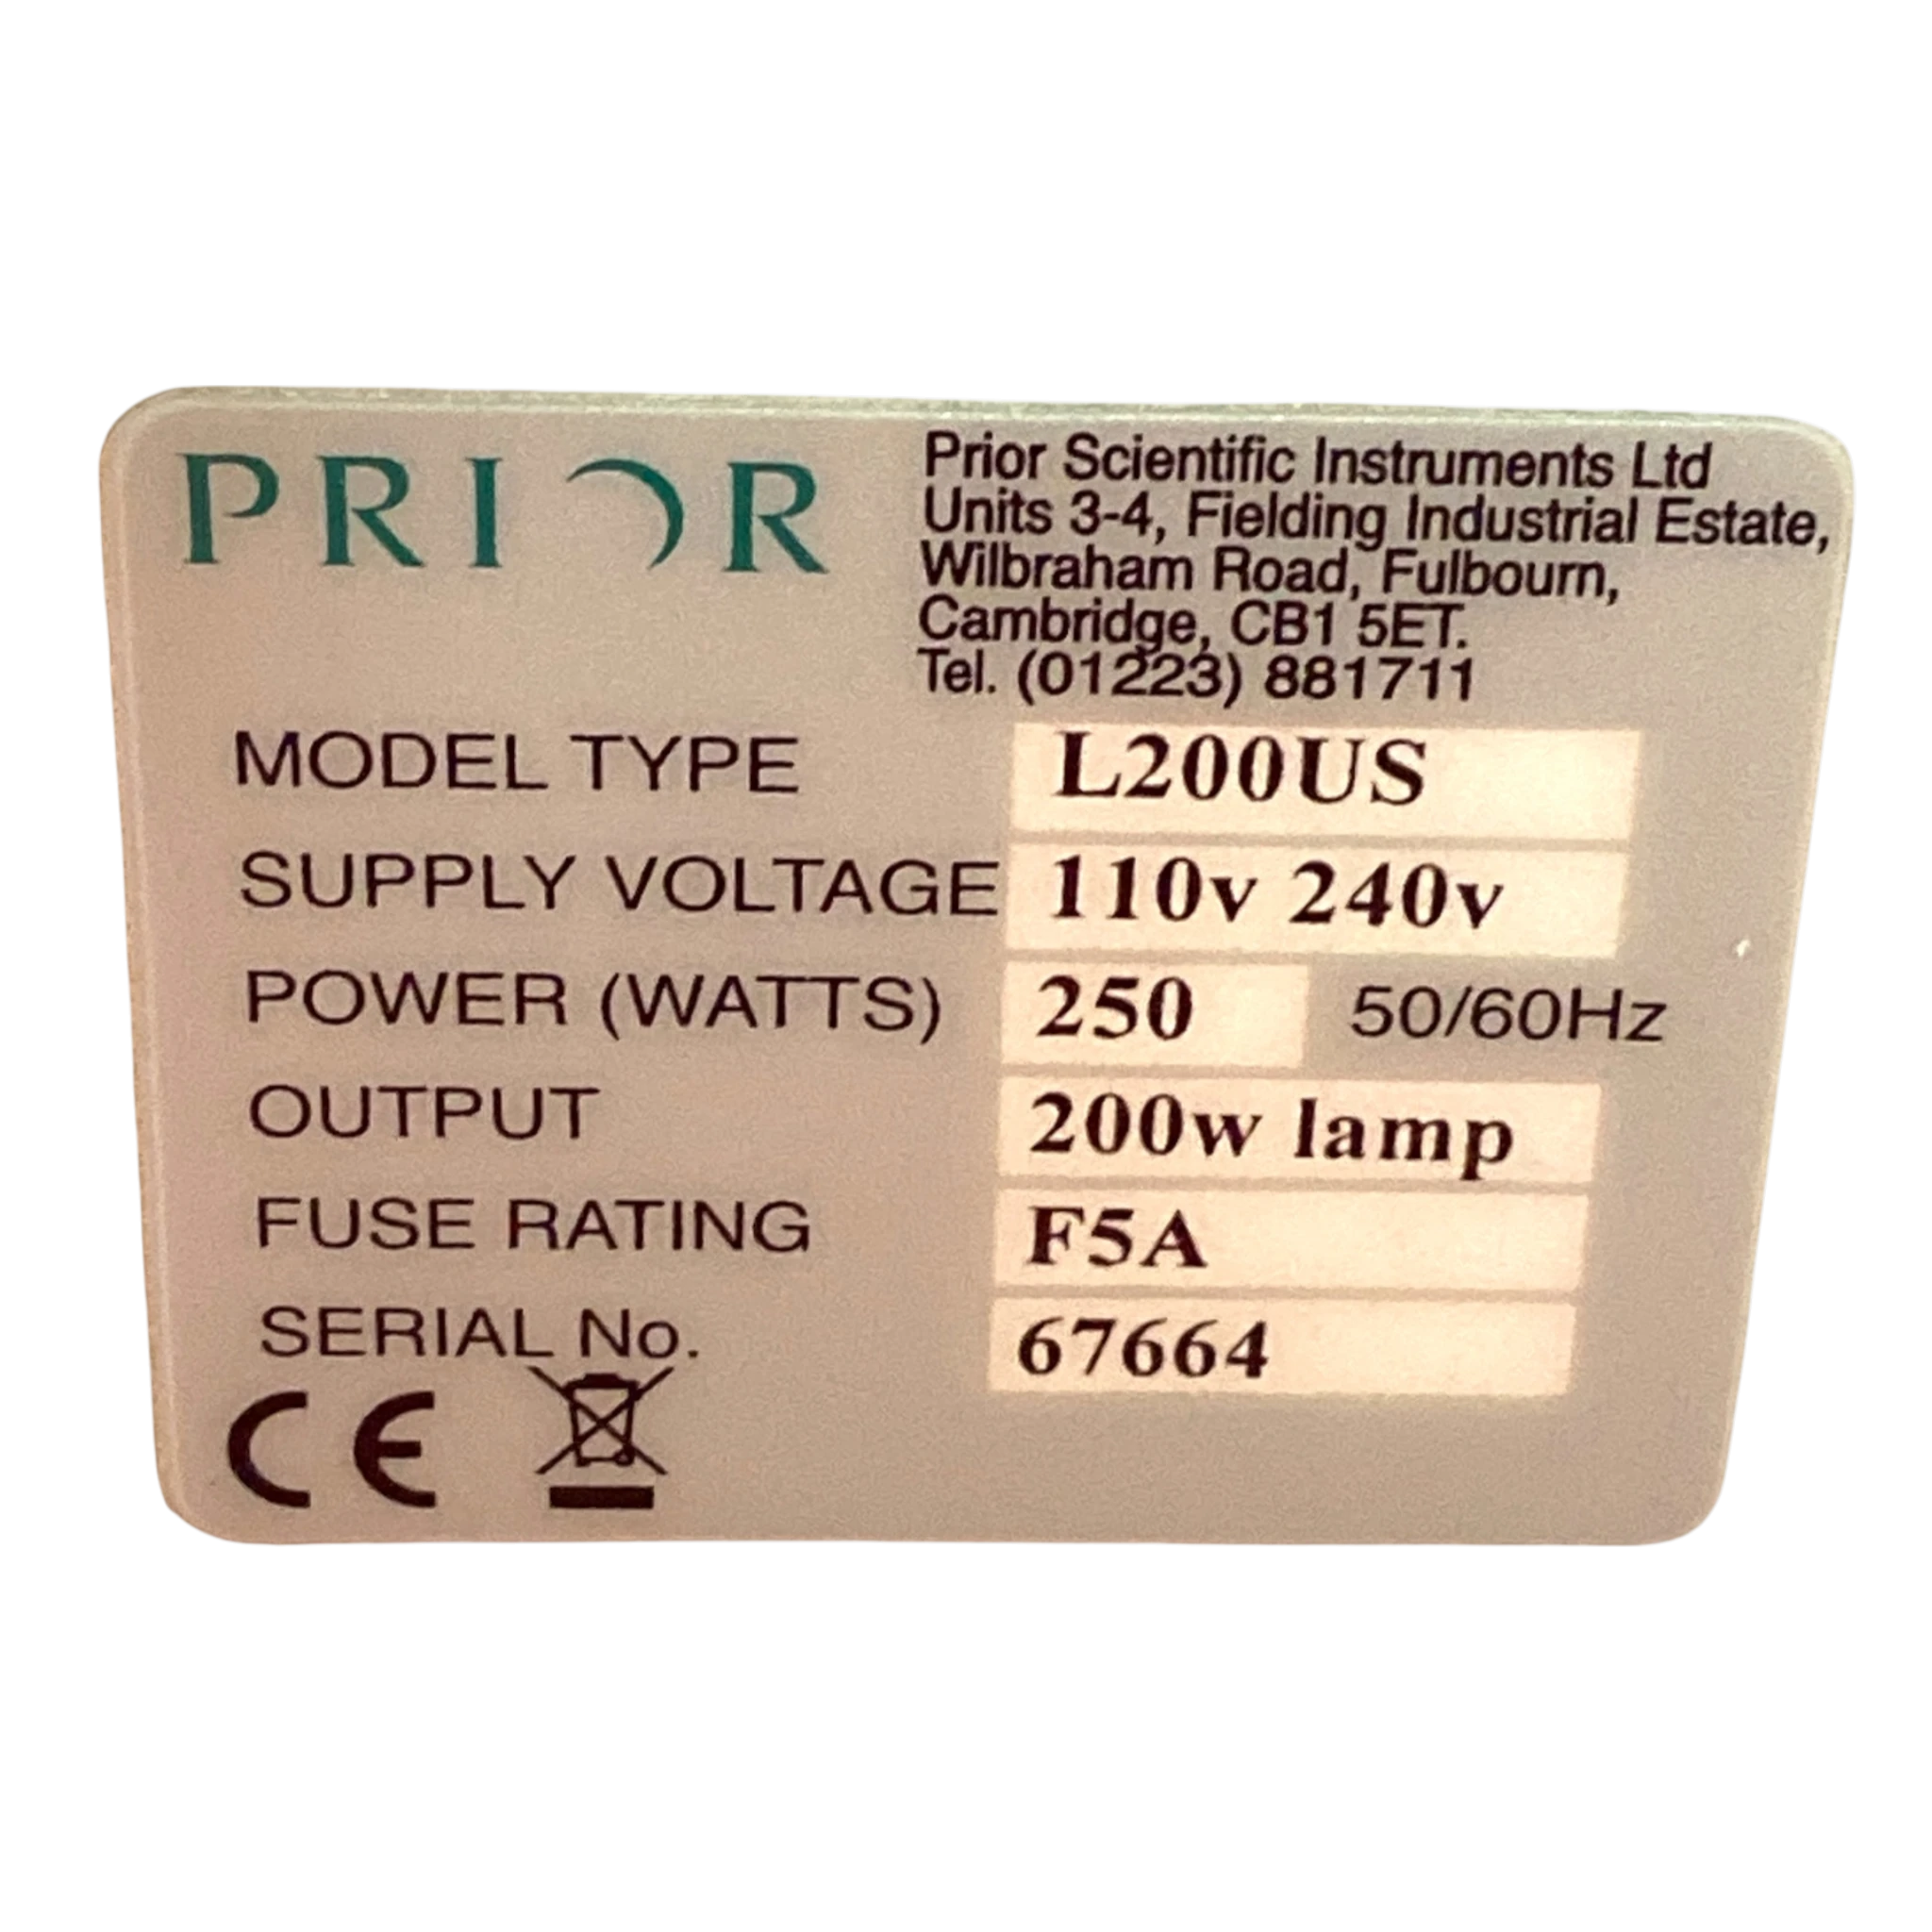 PRIOR
Prior Scientific Instruments Ltd
Units 3-4, Fielding Industrial Estate,
Wilbraham Road, Fulbourn,
Cambridge, CB1 5ET.
Tel. (01223) 881711
MODEL TYPE L200US
SUPPLY VOLTAGE 110v 240v
POWER (WATTS) 250 50/60Hz
OUTPUT 200w lamp
FUSE RATING F5A
SERIAL No. 67664
CE